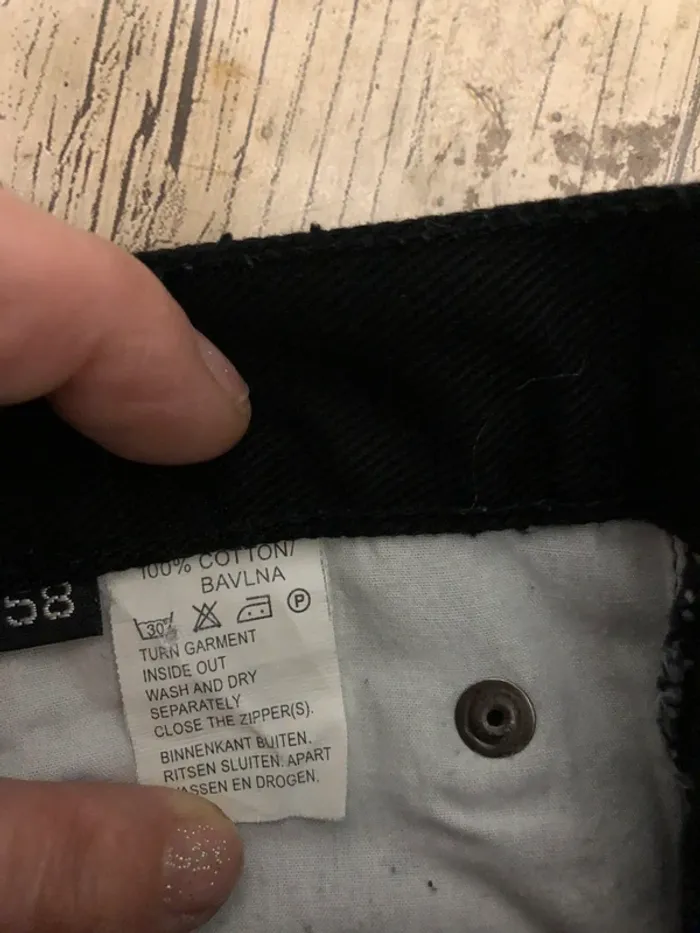 58
100% COTTON/
BAVLNA
30° P
TURN GARMENT
INSIDE OUT
WASH AND DRY
SEPARATELY
CLOSE THE ZIPPER(S).
BINNENKANT BUITEN.
RITSEN SLUITEN. APART
EN DROGEN.